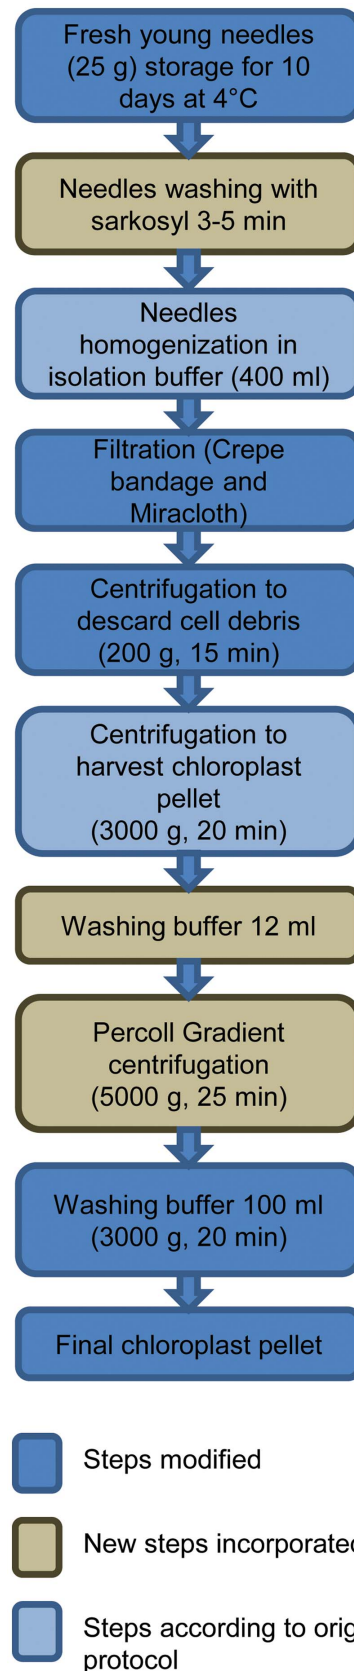 Fresh young needles
(25 g) storage for 10
days at 4°C
Needles washing with
sarkosyl 3-5 min
Needles
homogenization in
isolation buffer (400 ml)
Filtration (Crepe
bandage and
Miracloth)
Centrifugation to
descard cell debris
(200 g, 15 min)
Centrifugation to
harvest chloroplast
pellet
(3000 g, 20 min)
Washing buffer 12 ml
Percoll Gradient
centrifugation
(5000 g, 25 min)
Washing buffer 100 ml
(3000 g, 20 min)
Final chloroplast pellet
Steps modified
New steps incorporated
Steps according to orig
protocol